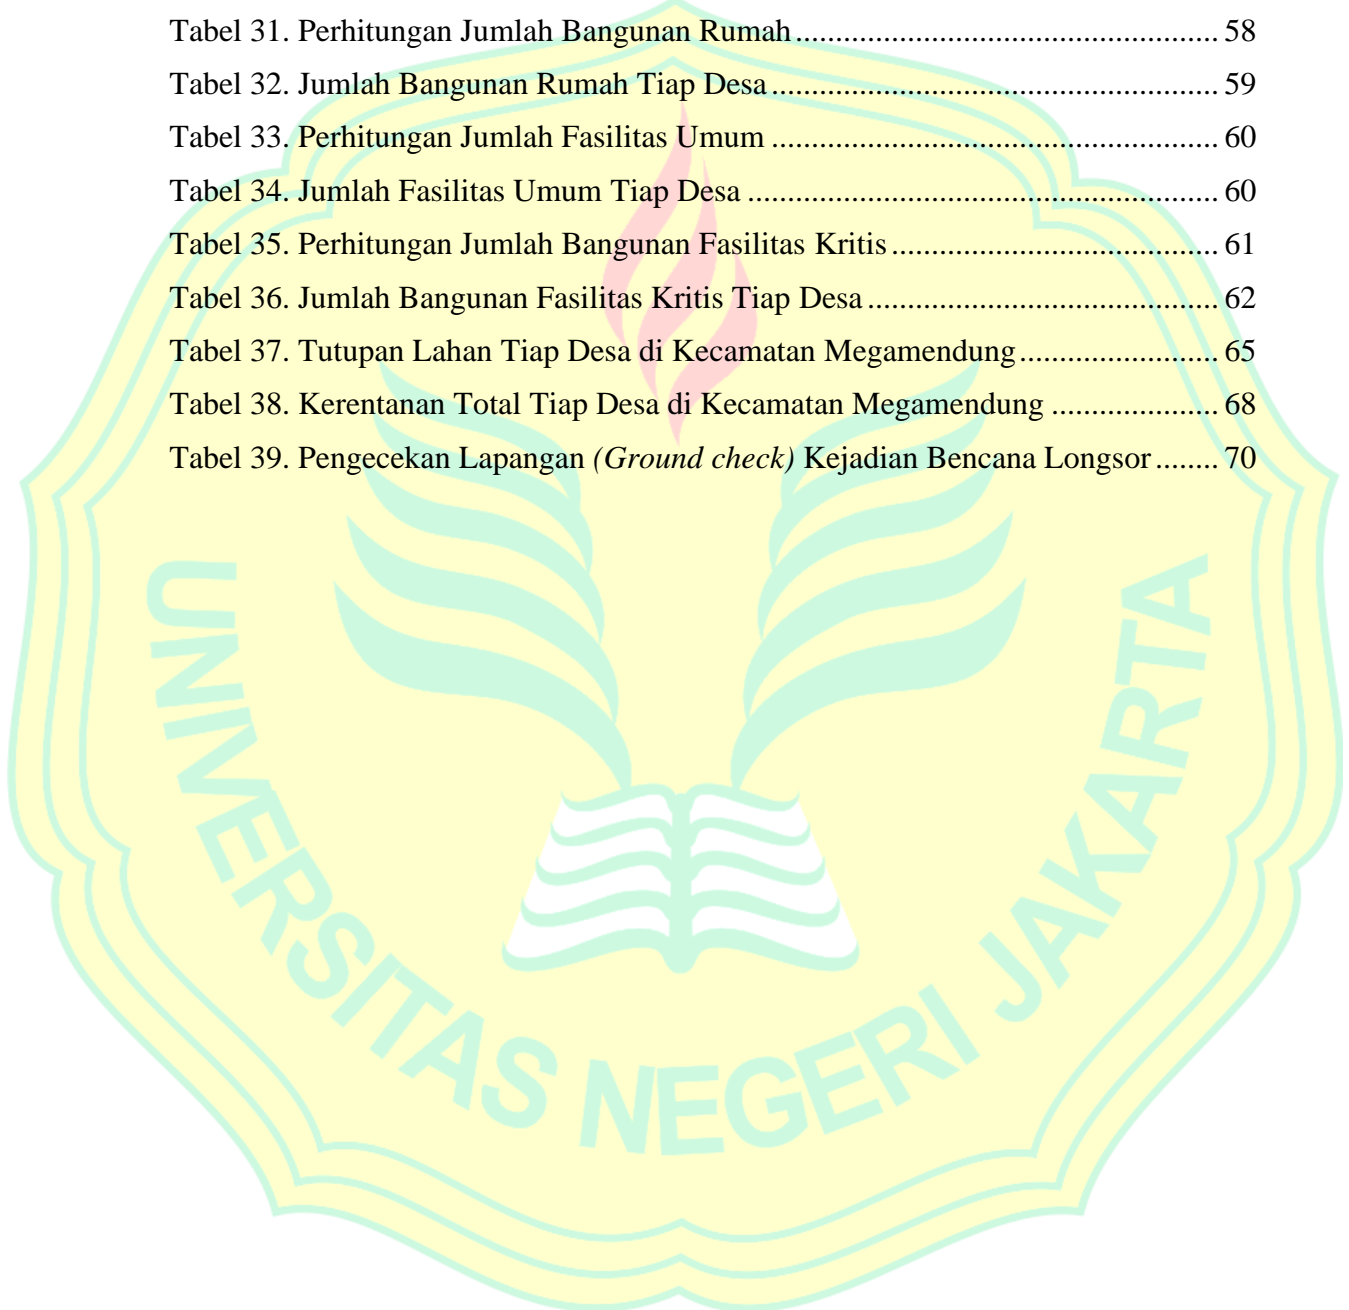 Tabel 31. Perhitungan Jumlah Bangunan Rumah..................................................... 58
Tabel 32. Jumlah Bangunan Rumah Tiap Desa........................................................ 59
Tabel 33. Perhitungan Jumlah Fasilitas Umum ........................................................ 60
Tabel 34. Jumlah Fasilitas Umum Tiap Desa ........................................................... 60
Tabel 35. Perhitungan Jumlah Bangunan Fasilitas Kritis......................................... 61
Tabel 36. Jumlah Bangunan Fasilitas Kritis Tiap Desa............................................ 62
Tabel 37. Tutupan Lahan Tiap Desa di Kecamatan Megamendung......................... 65
Tabel 38. Kerentanan Total Tiap Desa di Kecamatan Megamendung ..................... 68
Tabel 39. Pengecekan Lapangan (Ground check) Kejadian Bencana Longsor........ 70
UNIVERSITAS NEGERI JAKARTA